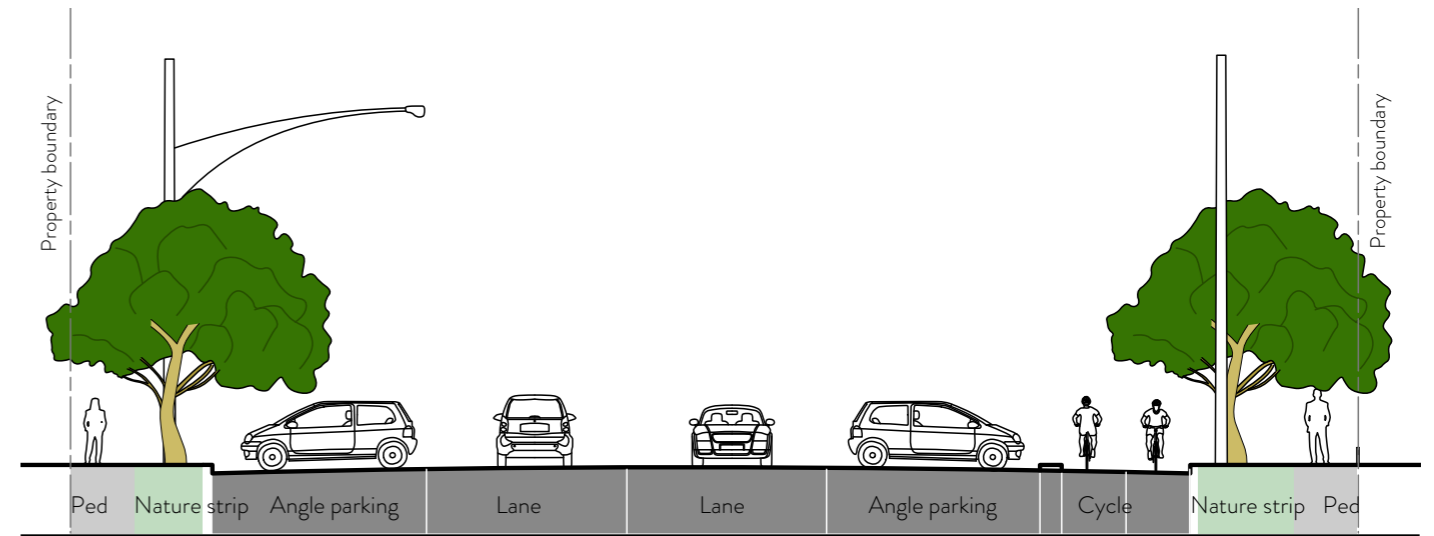 Property boundary
Property boundary
Ped
Nature strip
Angle parking
Lane
Lane
Angle parking
Cycle
Nature strip
Ped